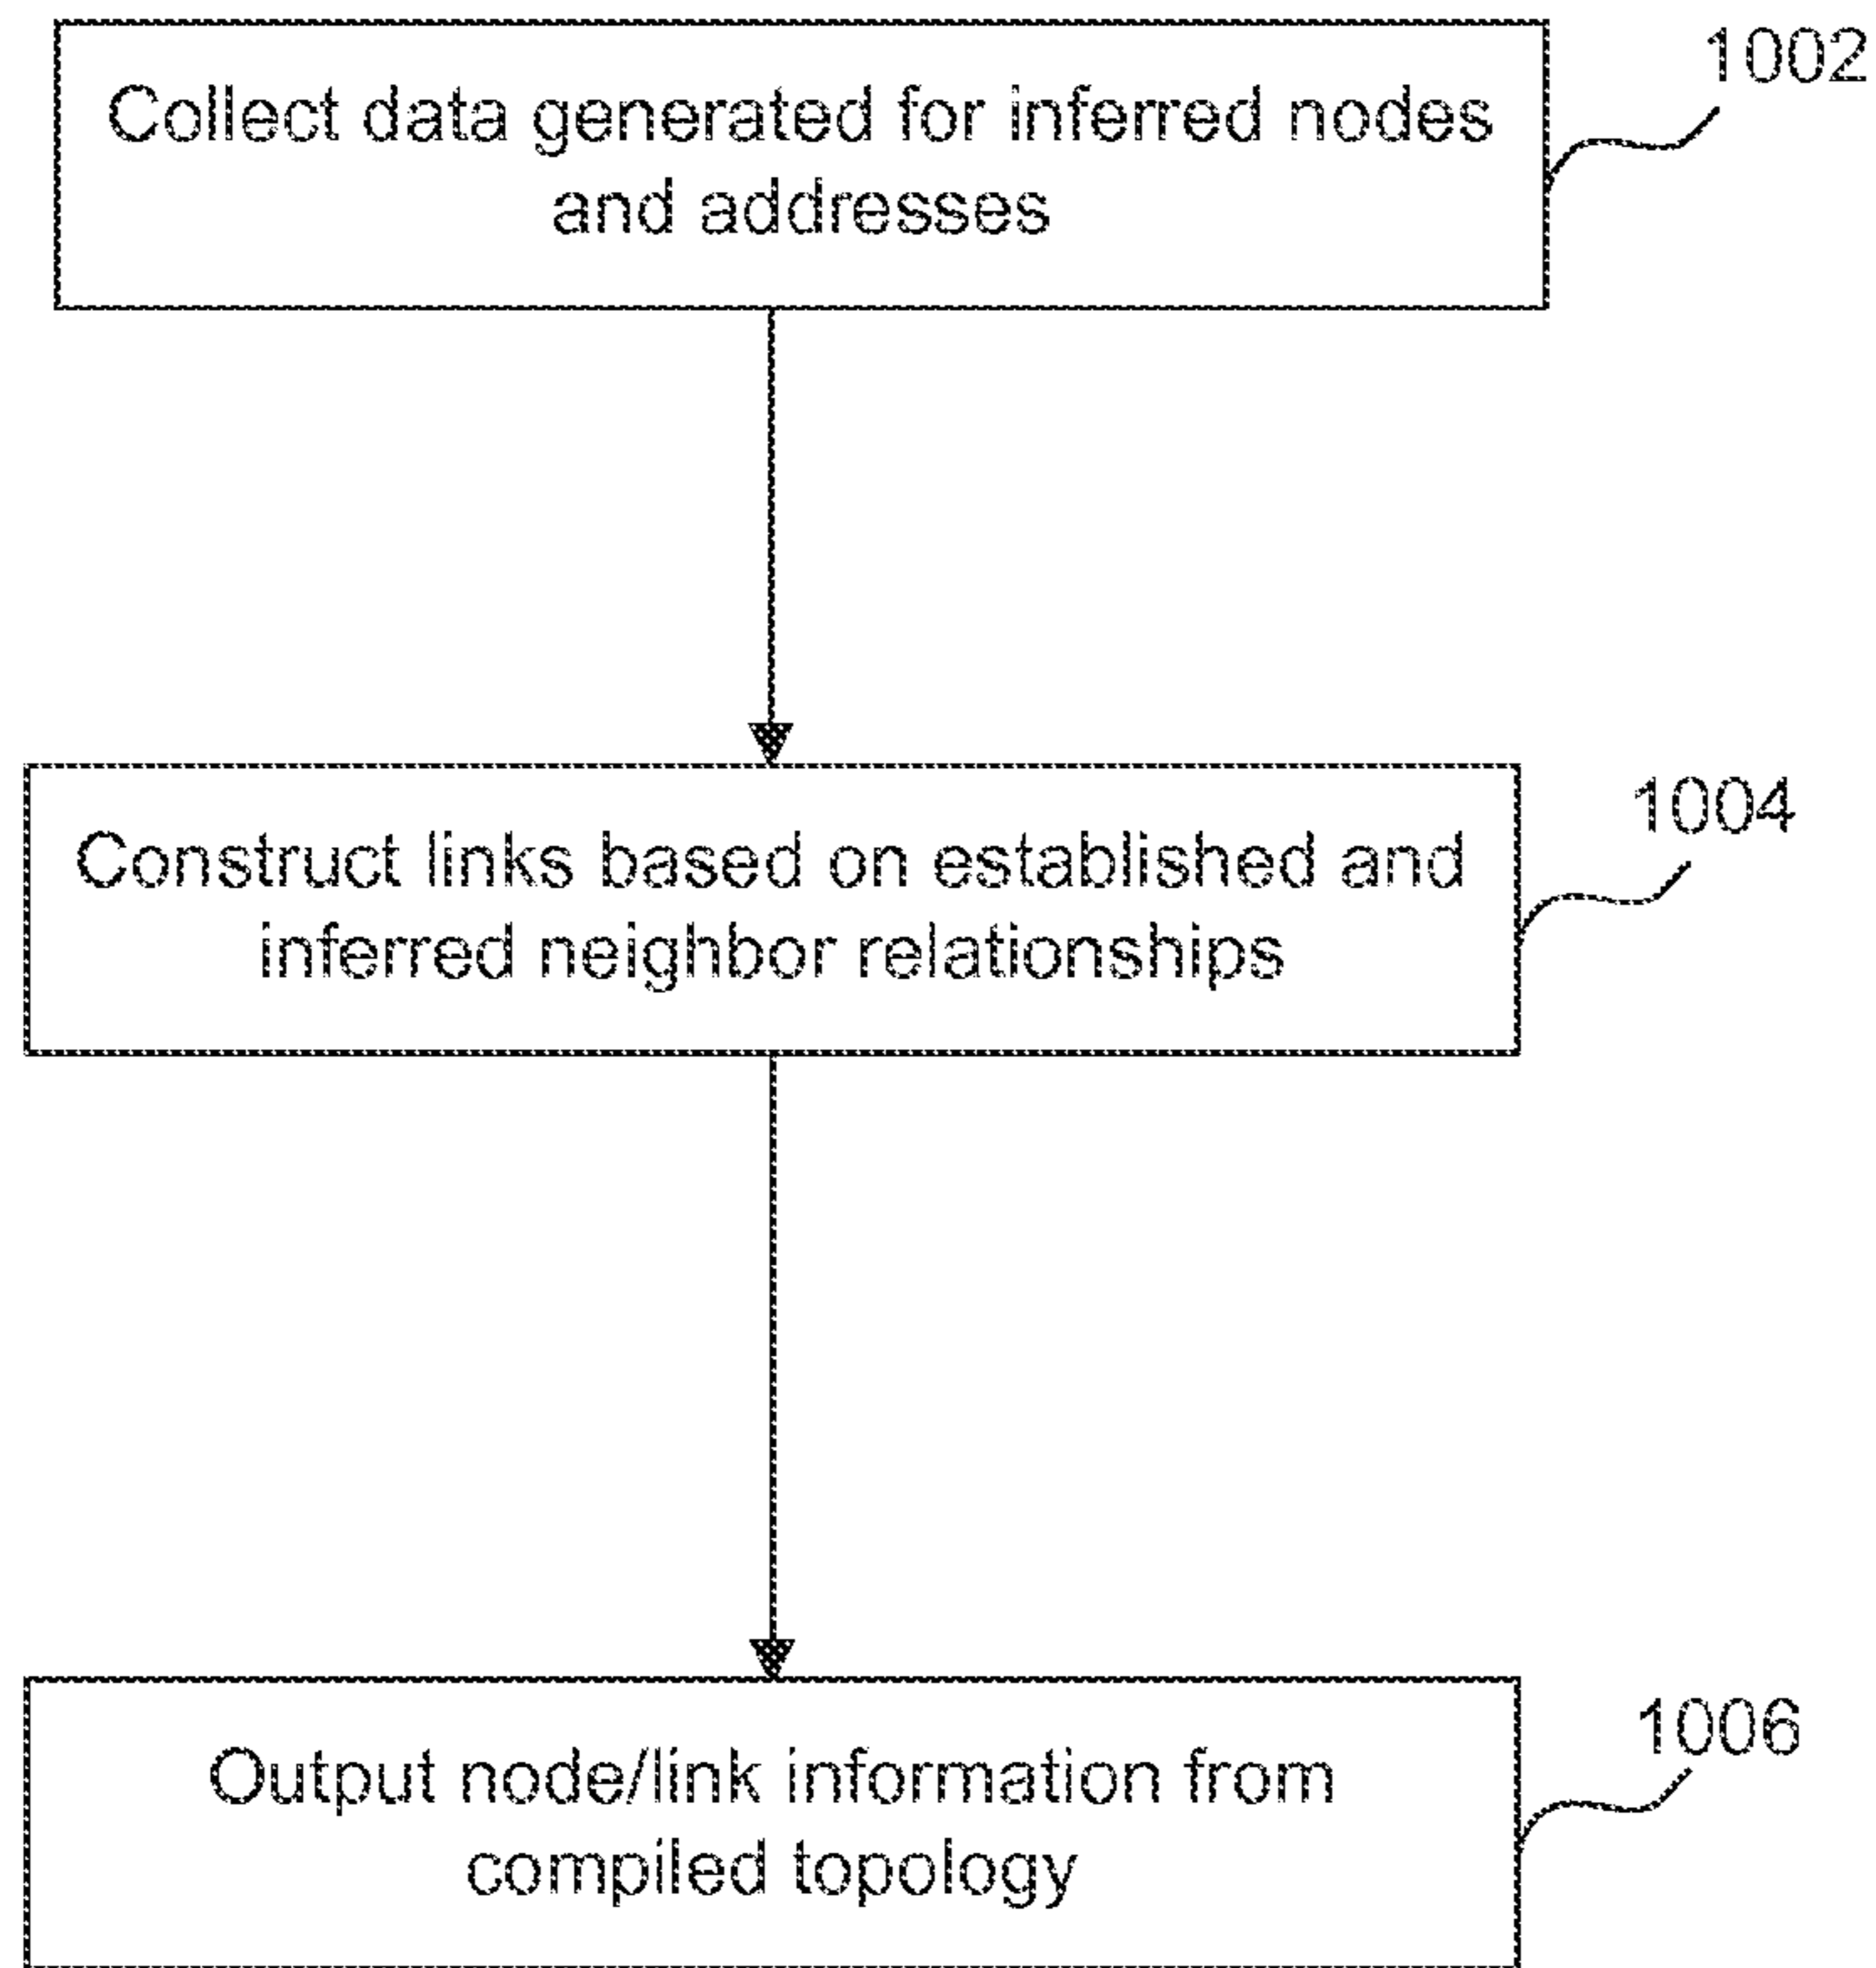 1002
Collect data generated for inferred nodes
and addresses
1004
Construct links based on established and
inferred neighbor relationships
1006
Output node/link information from
compiled topology